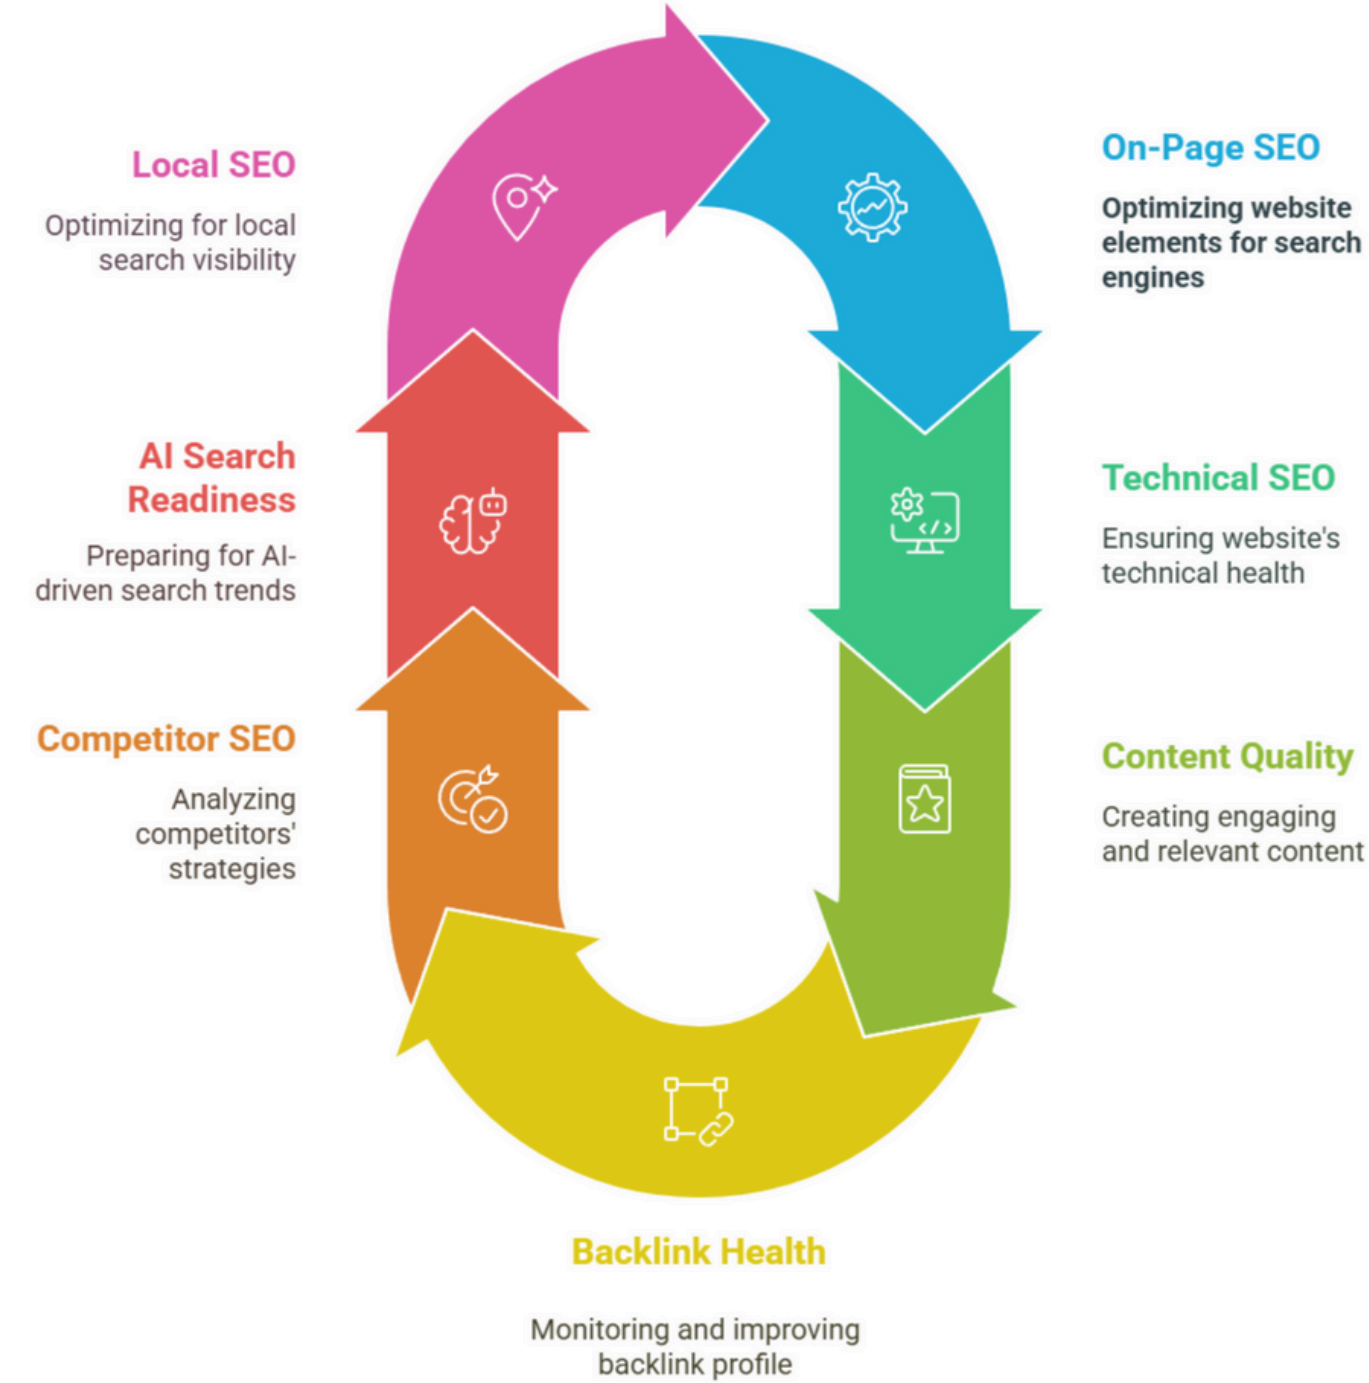 Local SEO
Optimizing for local
search visibility
On-Page SEO
Optimizing website
elements for search
engines
AI Search
Readiness
Preparing for AI-
driven search trends
Technical SEO
Ensuring website's
technical health
Competitor SEO
Analyzing
competitors'
strategies
Content Quality
Creating engaging
and relevant content
Backlink Health
Monitoring and improving
backlink profile